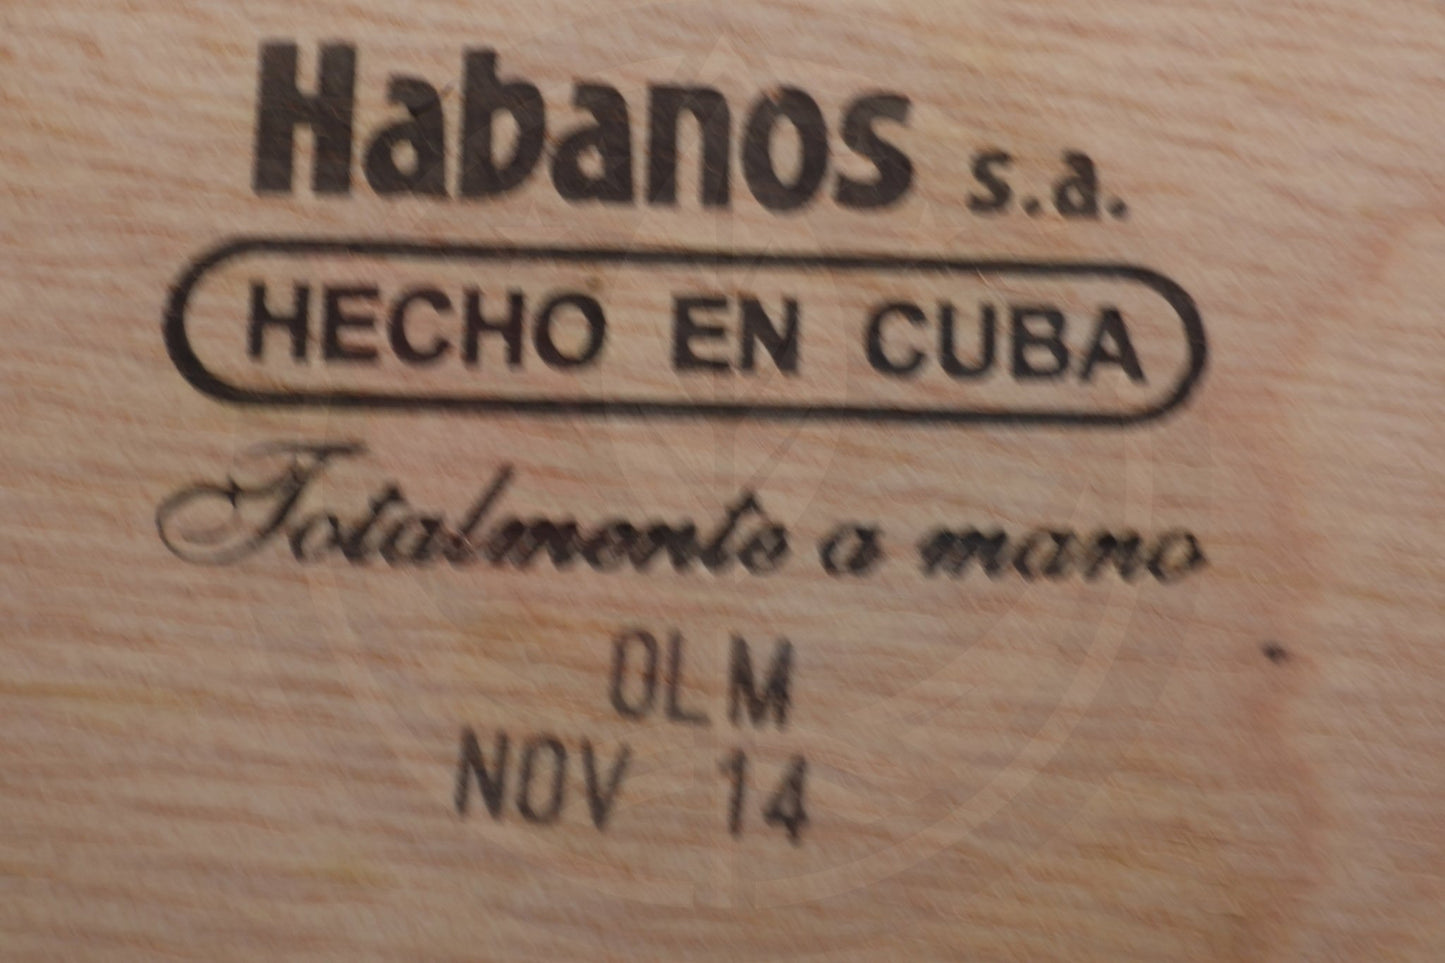 Habanos s.a.
HECHO EN CUBA
Totalmente a mano
OLM
NOV 14